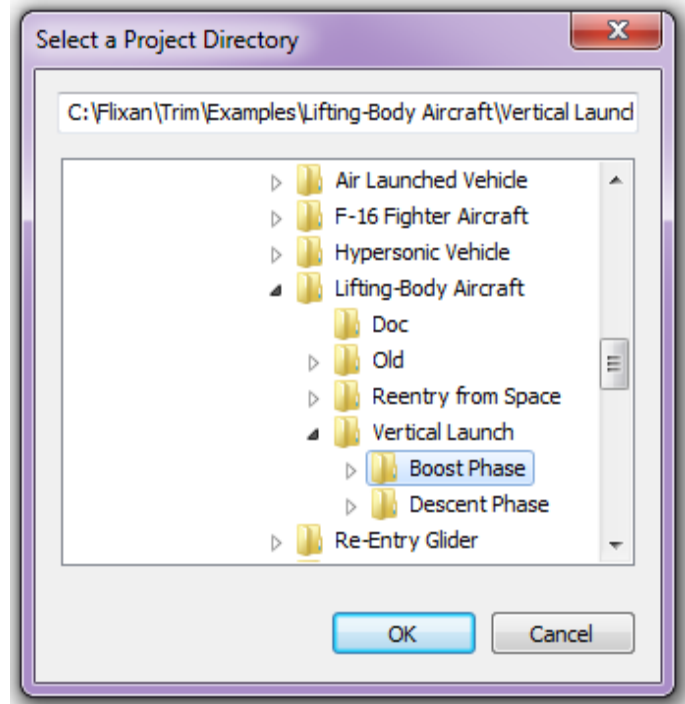 Select a Project Directory
C:\Flixan\Trim\Examples\Lifting-Body Aircraft\Vertical Launc
Air Launched Vehicle
F-16 Fighter Aircraft
Hypersonic Vehicle
Lifting-Body Aircraft
Doc
Old
Reentry from Space
Vertical Launch
Boost Phase
Descent Phase
Re-Entry Glider
OK
Cancel